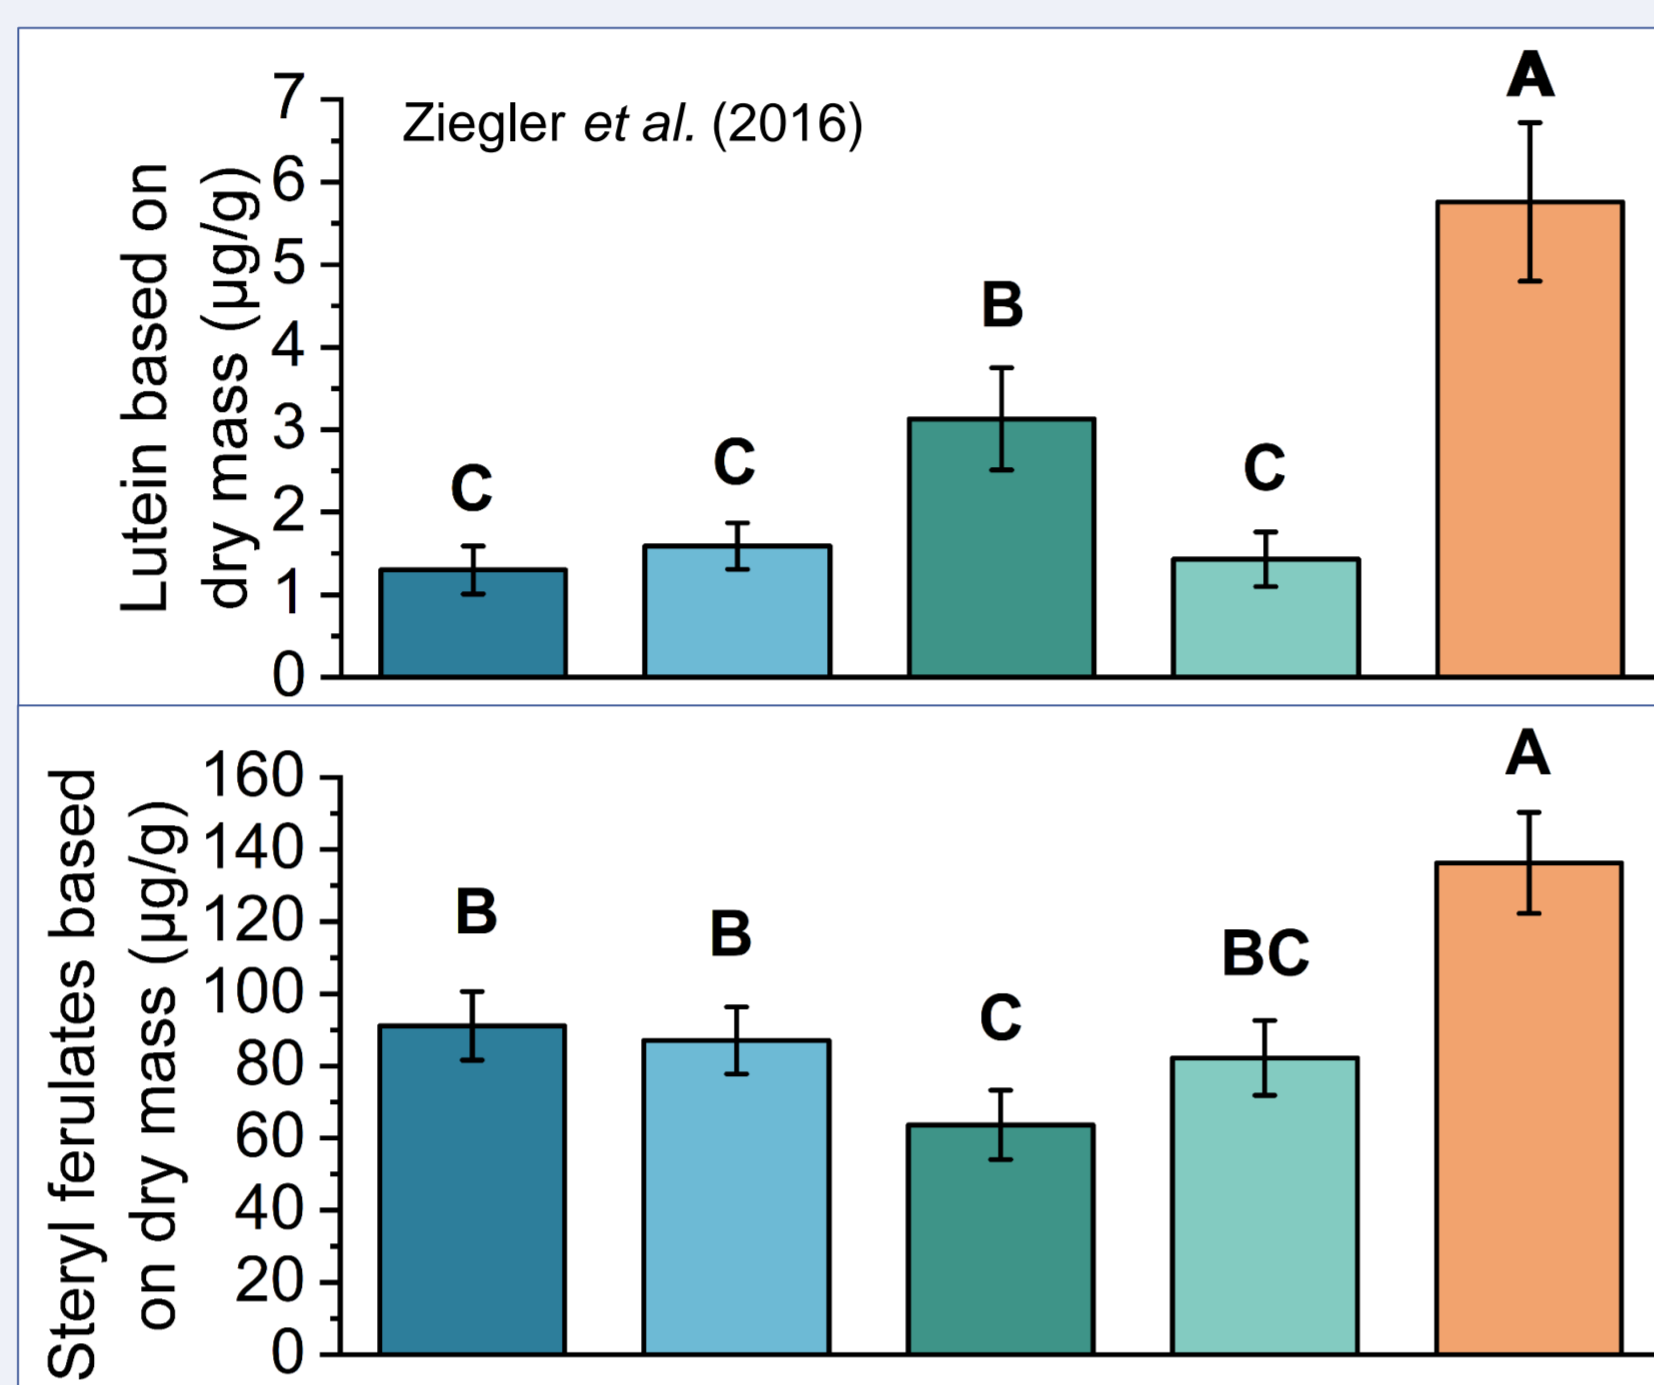 Lutein based on
dry mass (µg/g)
7
6
5
4
3
2
1
0
Ziegler et al. (2016)
C
C
B
C
A
Steryl ferulates based
on dry mass (µg/g)
160
140
120
100
80
60
40
20
0
B
B
C
BC
A